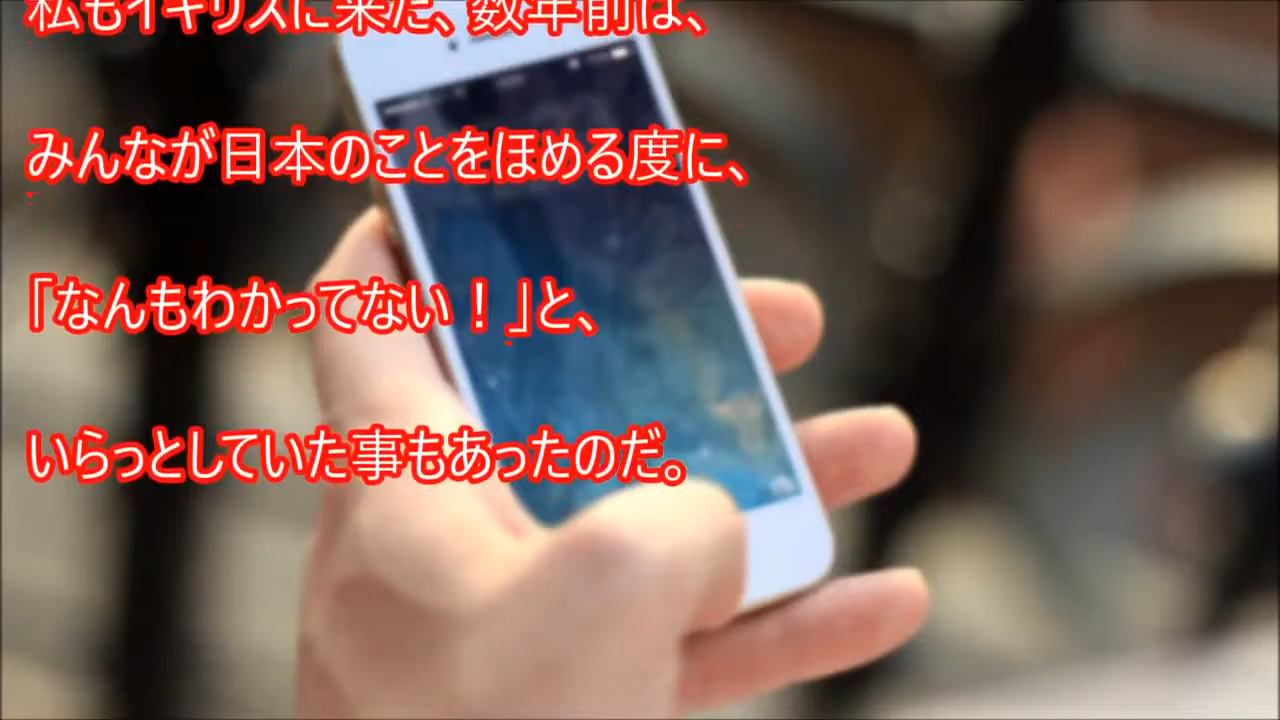 私もイギリスに来た、数年前は、
みんなが日本のことをほめる度に、
「なんもわかってない！」と、
いらっとしていた事もあったのだ。